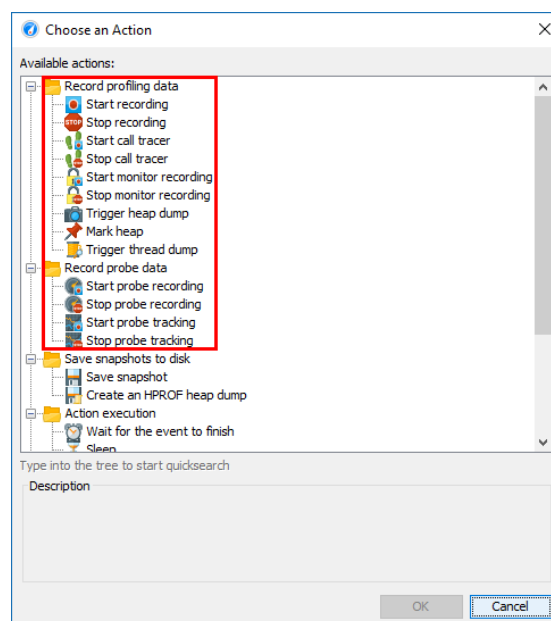 Choose an Action
Available actions:
Record profiling data
Start recording
STOP Stop recording
Start call tracer
Stop call tracer
Start monitor recording
Stop monitor recording
Trigger heap dump
Mark heap
Trigger thread dump
Record probe data
Start probe recording
Stop probe recording
Start probe tracking
Stop probe tracking
Save snapshots to disk
Save snapshot
Create an HPROF heap dump
Action execution
Wait for the event to finish
Sleep
Type into the tree to start quicksearch
Description
OK Cancel